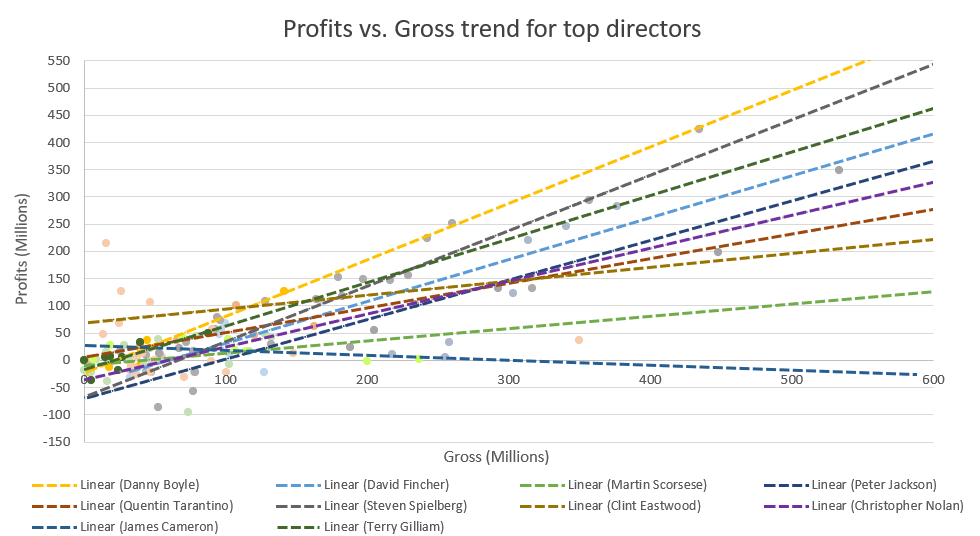 Profits vs. Gross trend for top directors
550
500
450
400
350
300
250
200
150
100
50
0
-50
-100
-150
Profits (Millions)
0 100 200 300 400 500 600
Gross (Millions)
Linear (Danny Boyle) Linear (David Fincher) Linear (Martin Scorsese) Linear (Peter Jackson)
Linear (Quentin Tarantino) Linear (Steven Spielberg) Linear (Clint Eastwood) Linear (Christopher Nolan)
Linear (James Cameron) Linear (Terry Gilliam)